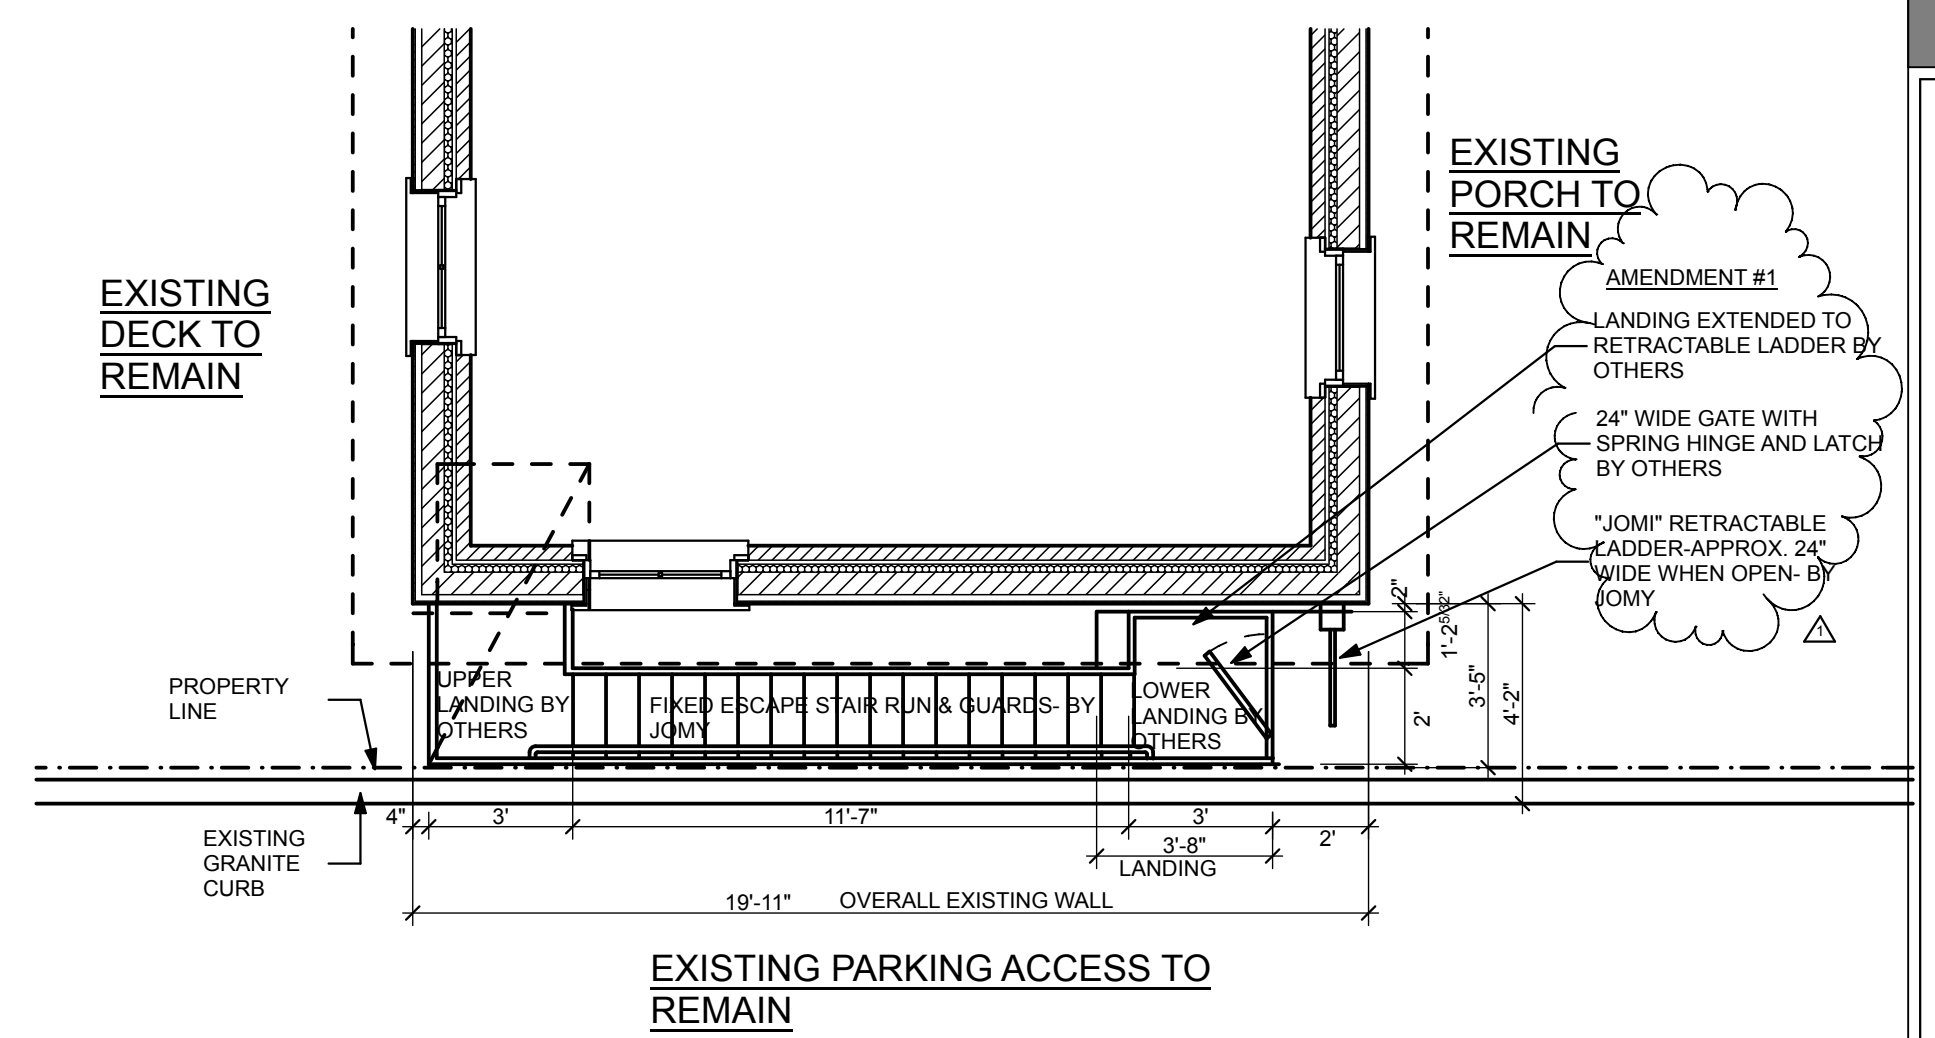 EXISTING
PORCH TO
REMAIN
AMENDMENT #1
LANDING EXTENDED TO
RETRACTABLE LADDER BY
OTHERS
24" WIDE GATE WITH
SPRING HINGE AND LATCH
BY OTHERS
"JOMI" RETRACTABLE
LADDER-APPROX. 24"
WIDE WHEN OPEN- BY
JOMY
1
EXISTING
DECK TO
REMAIN
PROPERTY
LINE
UPPER
LANDING BY
OTHERS
FIXED ESCAPE STAIR RUN & GUARDS- BY
JOMY
LOWER
LANDING BY
OTHERS
2"
1'-2 5/32"
2'
3'-5"
4'-2"
EXISTING
GRANITE
CURB
4"
3'
11'-7"
3'
2'
3'-8"
LANDING
19'-11" OVERALL EXISTING WALL
EXISTING PARKING ACCESS TO
REMAIN